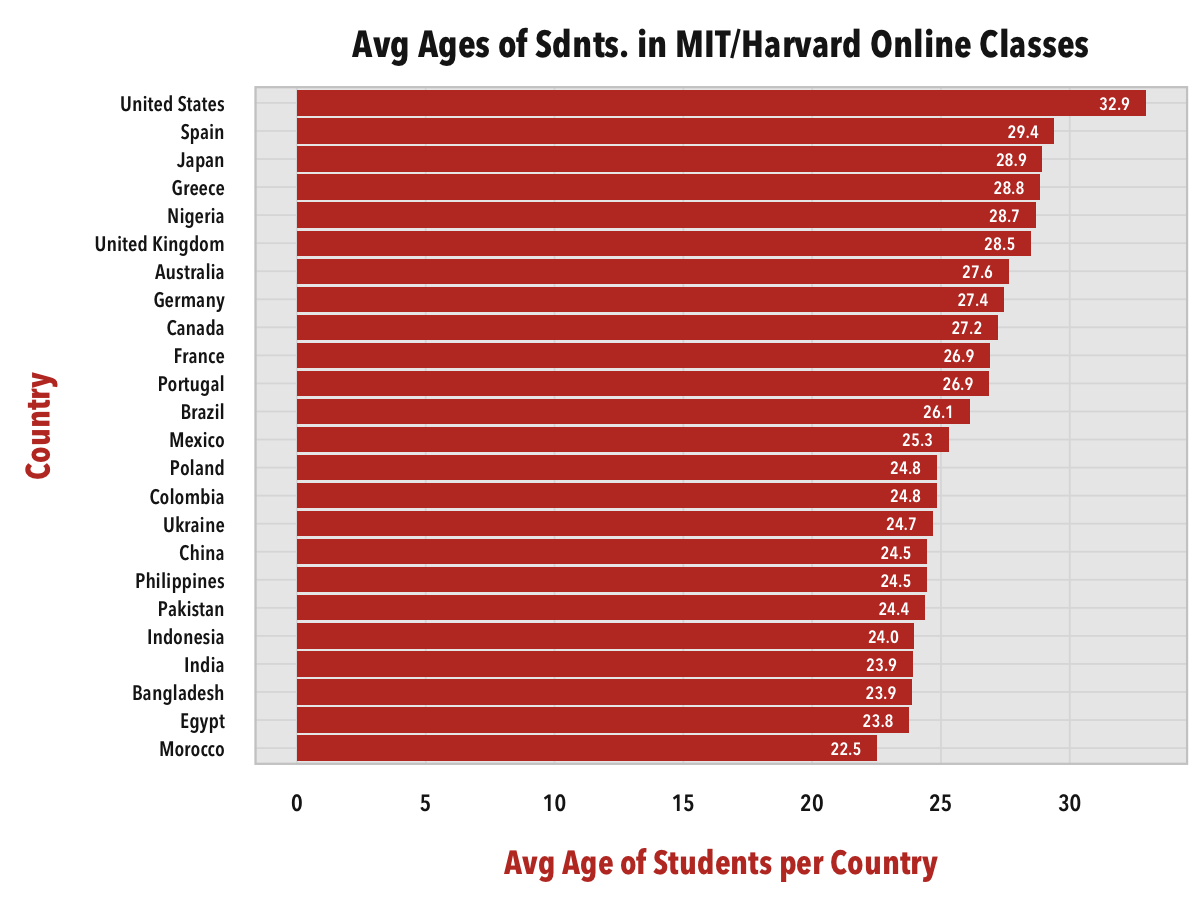 Avg Ages of Sdnts. in MIT/Harvard Online Classes
United States 32.9
Spain 29.4
Japan 28.9
Greece 28.8
Nigeria 28.7
United Kingdom 28.5
Australia 27.6
Germany 27.4
Canada 27.2
France 26.9
Portugal 26.9
Brazil 26.1
Mexico 25.3
Poland 24.8
Colombia 24.8
Ukraine 24.7
China 24.5
Philippines 24.5
Pakistan 24.4
Indonesia 24.0
India 23.9
Bangladesh 23.9
Egypt 23.8
Morocco 22.5
Country
0 5 10 15 20 25 30
Avg Age of Students per Country